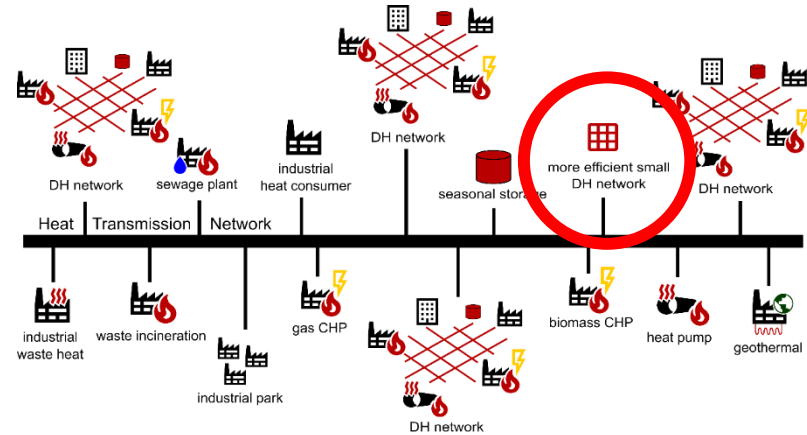 DH network
sewage plant
industrial
heat consumer
DH network
seasonal storage
more efficient small
DH network
DH network
Heat Transmission Network
industrial
waste heat
waste incineration
industrial park
gas CHP
DH network
biomass CHP
heat pump
geothermal